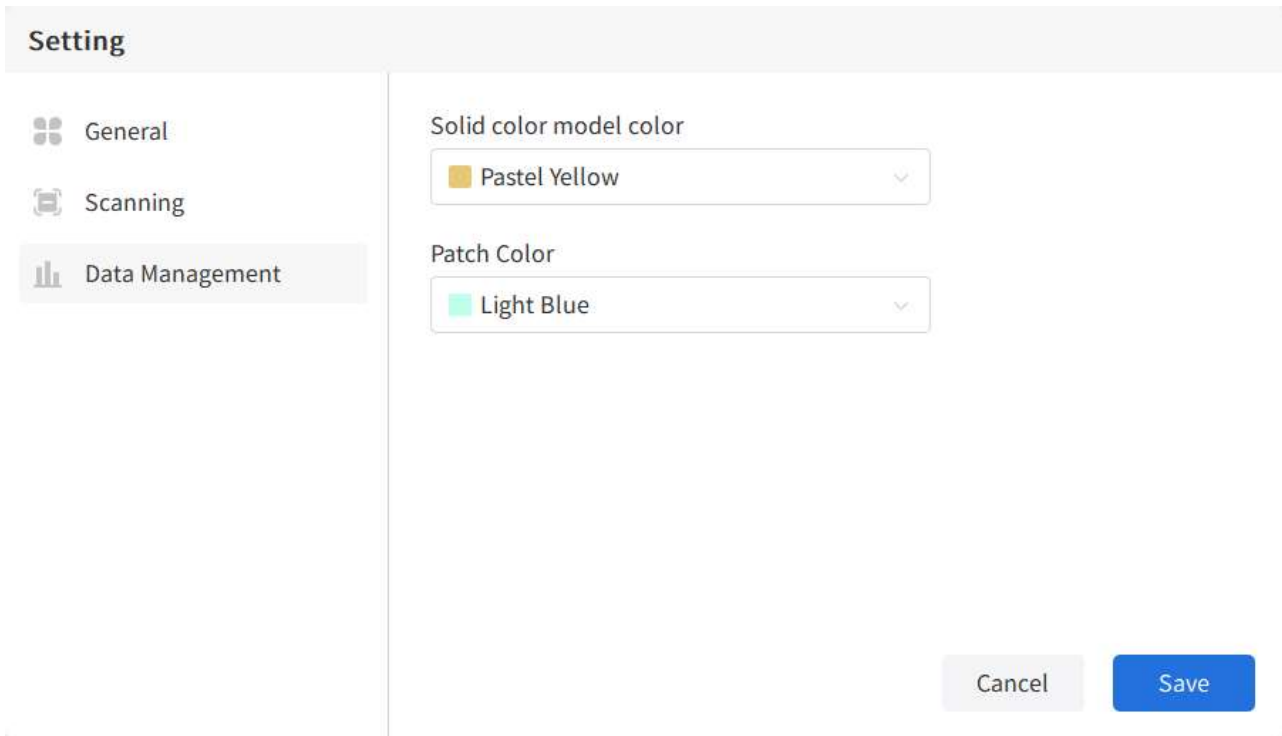 Setting
General
Scanning
Data Management
Solid color model color
Pastel Yellow
Patch Color
Light Blue
Cancel
Save